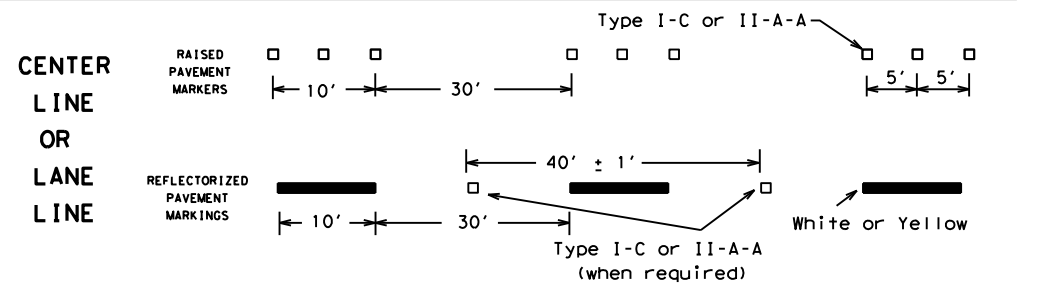 Type I-C or II-A-A
CENTER
LINE
OR
LANE
LINE
RAISED
PAVEMENT
MARKERS
10'
30'
5'
5'
40' ± 1'
REFLECTORIZED
PAVEMENT
MARKINGS
10'
30'
Type I-C or II-A-A
(when required)
White or Yellow